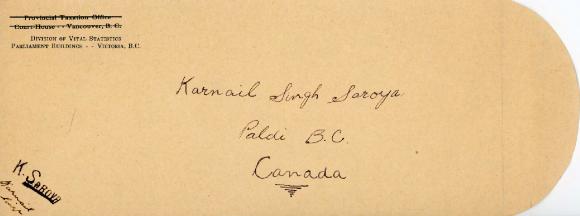 Provincial Taxation Office
Court House - - Vancouver, B. C.
Division of Vital Statistics
Parliament Buildings - - Victoria, B.C.
Karnail Singh Saroya
Paldi B.C.
Canada
K. Saroya
Karnail